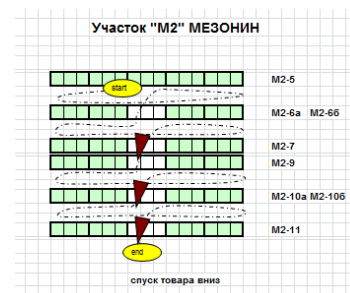 Участок "М2" МЕЗОНИН
start
М2-5
М2-6а М2-6б
М2-7
М2-9
М2-10а М2-10б
М2-11
end
спуск товара вниз